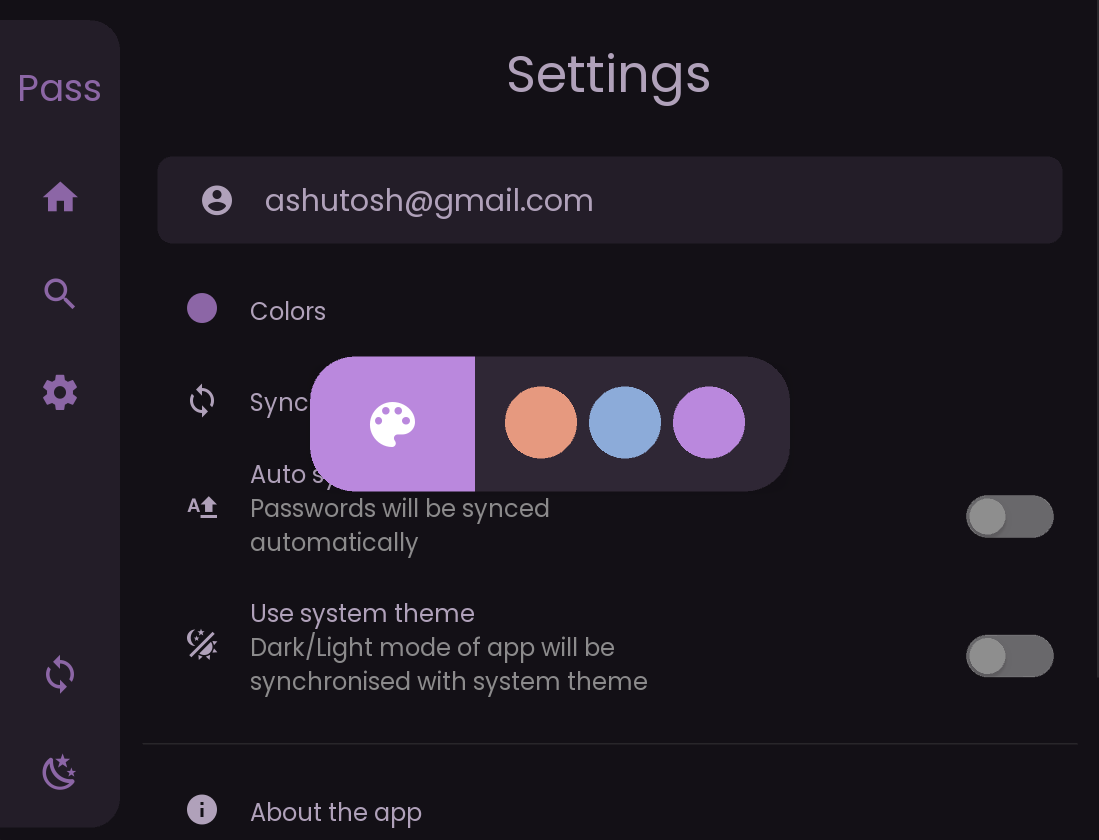 Pass
Settings
ashutosh@gmail.com
Colors
Sync
Auto
Passwords will be synced
automatically
A
Use system theme
Dark/Light mode of app will be
synchronised with system theme
About the app